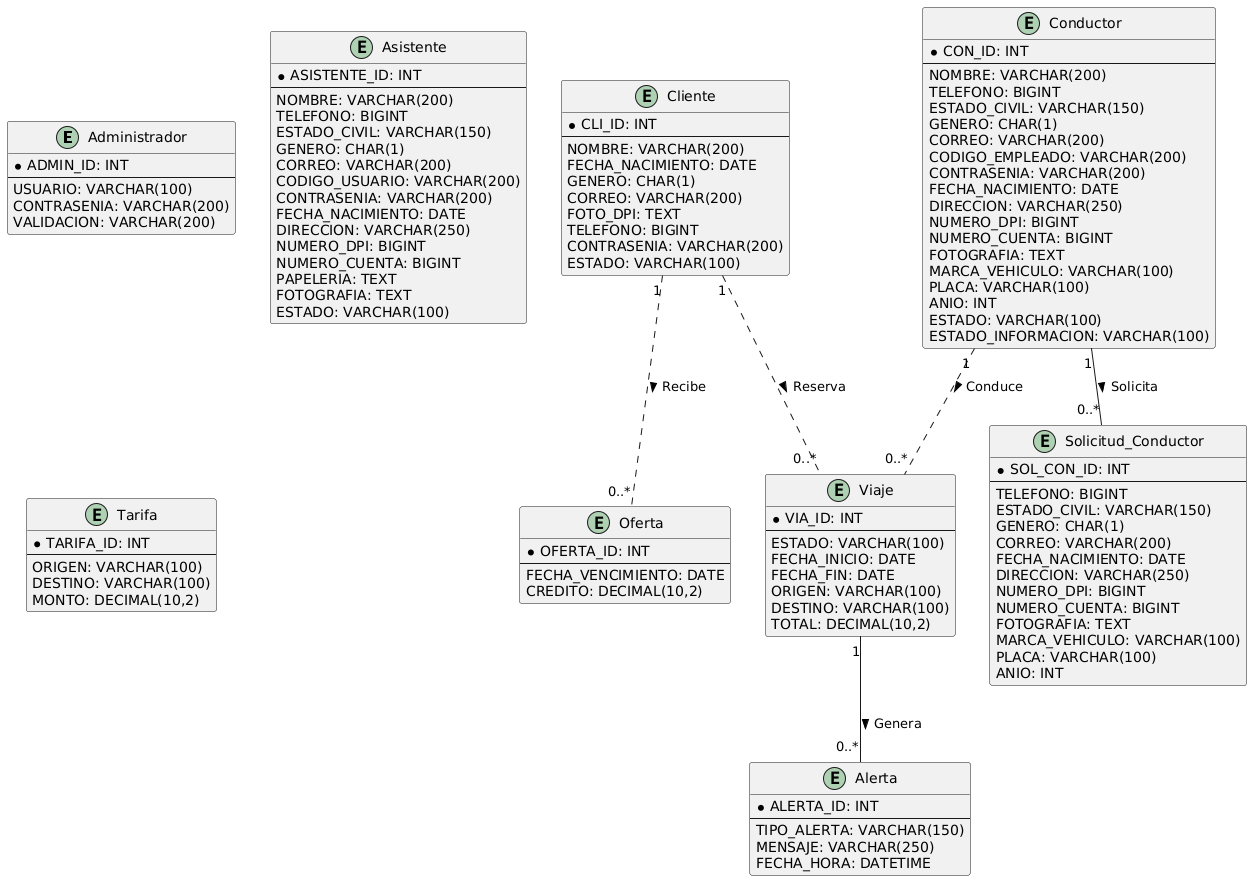 E Administrador
* ADMIN_ID: INT
USUARIO: VARCHAR(100)
CONTRASENIA: VARCHAR(200)
VALIDACION: VARCHAR(200)
E Asistente
* ASISTENTE_ID: INT
NOMBRE: VARCHAR(200)
TELEFONO: BIGINT
ESTADO_CIVIL: VARCHAR(150)
GENERO: CHAR(1)
CORREO: VARCHAR(200)
CODIGO_USUARIO: VARCHAR(200)
CONTRASENIA: VARCHAR(200)
FECHA_NACIMIENTO: DATE
DIRECCION: VARCHAR(250)
NUMERO_DPI: BIGINT
NUMERO_CUENTA: BIGINT
PAPELERIA: TEXT
FOTOGRAFIA: TEXT
ESTADO: VARCHAR(100)
E Cliente
* CLI_ID: INT
NOMBRE: VARCHAR(200)
FECHA_NACIMIENTO: DATE
GENERO: CHAR(1)
CORREO: VARCHAR(200)
FOTO_DPI: TEXT
TELEFONO: BIGINT
CONTRASENIA: VARCHAR(200)
ESTADO: VARCHAR(100)
E Conductor
* CON_ID: INT
NOMBRE: VARCHAR(200)
TELEFONO: BIGINT
ESTADO_CIVIL: VARCHAR(150)
GENERO: CHAR(1)
CORREO: VARCHAR(200)
CODIGO_EMPLEADO: VARCHAR(200)
CONTRASENIA: VARCHAR(200)
FECHA_NACIMIENTO: DATE
DIRECCION: VARCHAR(250)
NUMERO_DPI: BIGINT
NUMERO_CUENTA: BIGINT
FOTOGRAFIA: TEXT
MARCA_VEHICULO: VARCHAR(100)
PLACA: VARCHAR(100)
ANIO: INT
ESTADO: VARCHAR(100)
ESTADO_INFORMACION: VARCHAR(100)
1
Recibe
0..*
1
Reserva
0..*
1
Conduce
0..*
1
Solicita
0..*
E Tarifa
* TARIFA_ID: INT
ORIGEN: VARCHAR(100)
DESTINO: VARCHAR(100)
MONTO: DECIMAL(10,2)
E Oferta
* OFERTA_ID: INT
FECHA_VENCIMIENTO: DATE
CREDITO: DECIMAL(10,2)
E Viaje
* VIA_ID: INT
ESTADO: VARCHAR(100)
FECHA_INICIO: DATE
FECHA_FIN: DATE
ORIGEN: VARCHAR(100)
DESTINO: VARCHAR(100)
TOTAL: DECIMAL(10,2)
E Solicitud_Conductor
* SOL_CON_ID: INT
TELEFONO: BIGINT
ESTADO_CIVIL: VARCHAR(150)
GENERO: CHAR(1)
CORREO: VARCHAR(200)
FECHA_NACIMIENTO: DATE
DIRECCION: VARCHAR(250)
NUMERO_DPI: BIGINT
NUMERO_CUENTA: BIGINT
FOTOGRAFIA: TEXT
MARCA_VEHICULO: VARCHAR(100)
PLACA: VARCHAR(100)
ANIO: INT
1
Genera
0..*
E Alerta
* ALERTA_ID: INT
TIPO_ALERTA: VARCHAR(150)
MENSAJE: VARCHAR(250)
FECHA_HORA: DATETIME